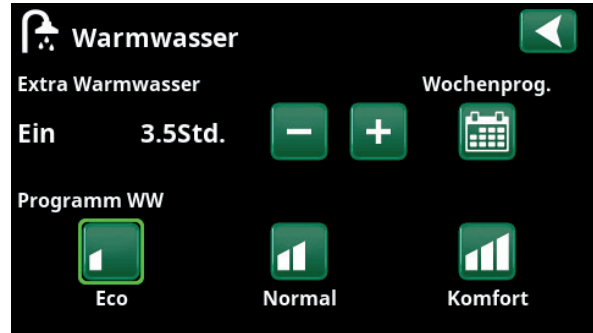 Warmwasser
Extra Warmwasser Wochenprog.
Ein 3.5Std.
Programm WW
Eco Normal Komfort